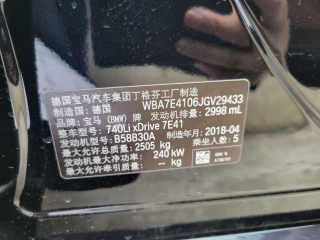 德国宝马汽车集团丁格芬工厂制造
制造国: 德国 WBA7E4106JGV29433
品牌: 宝马 (BMW) 牌 发动机排量: 2998 mL
整车型号: 740Li xDrive 7E41
发动机型号: B58B30A 制造年月: 2018-04
最大允许总质量: 2505 kg 乘坐人数: 5
发动机最大净功率: 240 kW
最大允许牵引质量: -- kg